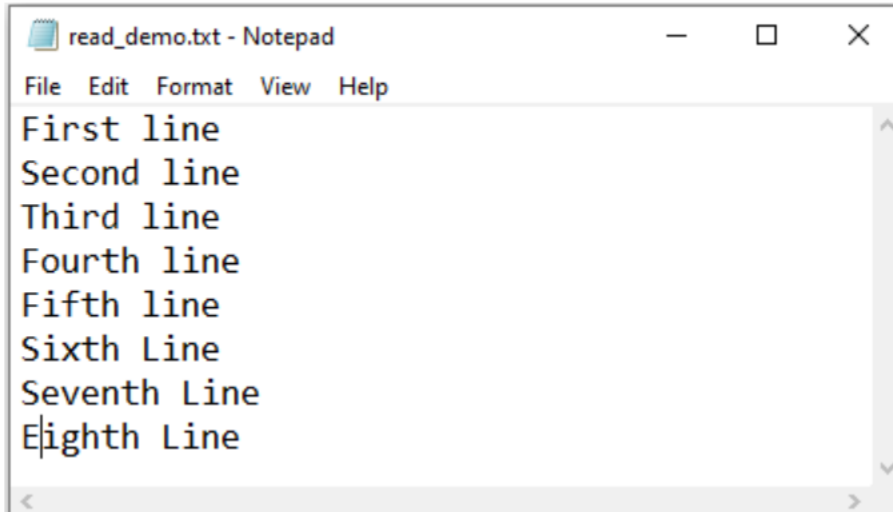 read_demo.txt - Notepad
File Edit Format View Help
First line
Second line
Third line
Fourth line
Fifth line
Sixth Line
Seventh Line
Eighth Line